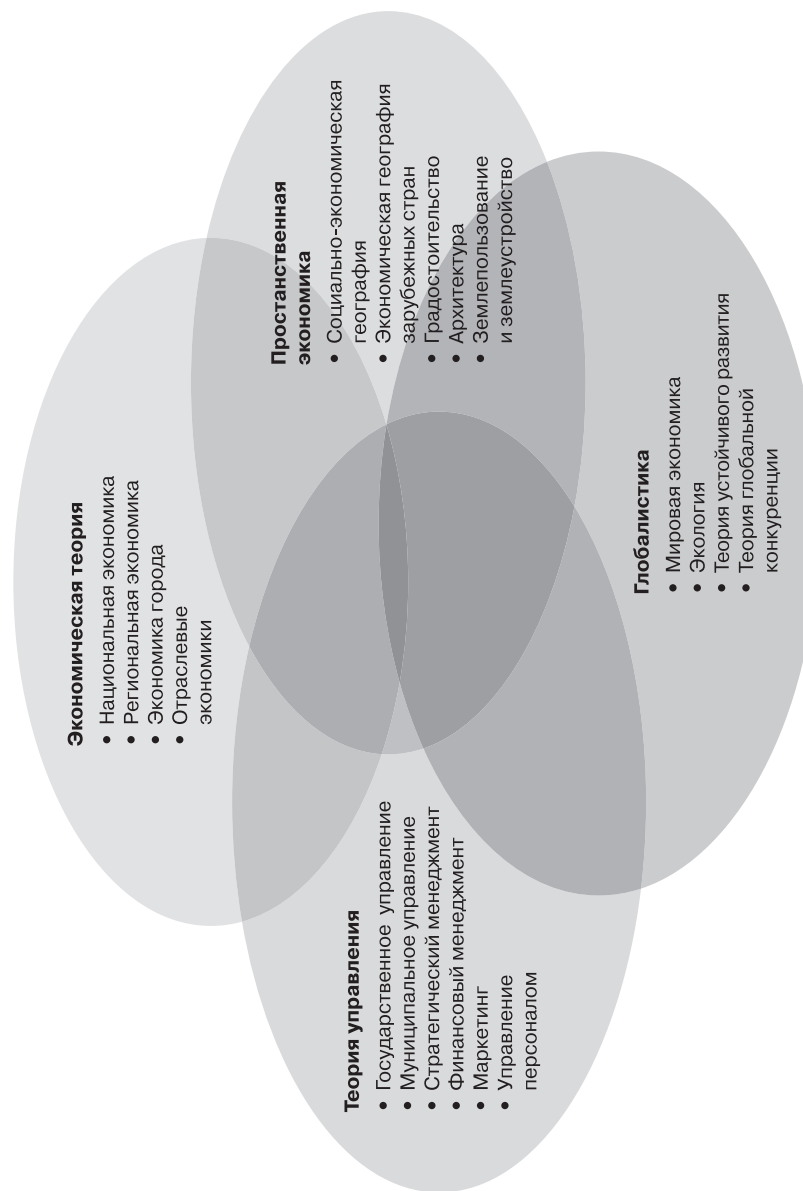 Экономическая теория
• Национальная экономика
• Региональная экономика
• Экономика города
• Отраслевые
экономики
Теория управления
• Государственное управление
• Муниципальное управление
• Стратегический менеджмент
• Финансовый менеджмент
• Маркетинг
• Управление
персоналом
Простанственная
экономика
• Социально-экономическая
география
• Экономическая география
зарубежных стран
• Градостоительство
• Архитектура
• Землепользование
и землеустройство
Глобалистика
• Мировая экономика
• Экология
• Теория устойчивого развития
• Теория глобальной
конкуренции